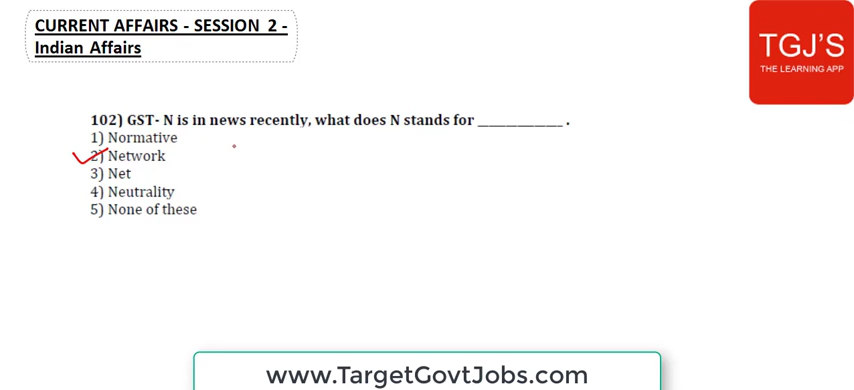 CURRENT AFFAIRS - SESSION 2 -
Indian Affairs
TGJ'S
THE LEARNING APP
102) GST- N is in news recently, what does N stands for ______________ .
1) Normative
2) Network
3) Net
4) Neutrality
5) None of these
www.TargetGovtJobs.com